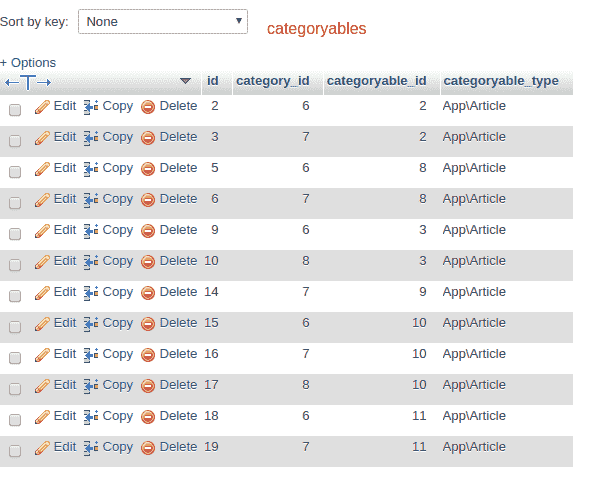 Sort by key: None categoryables
+ Options
id category_id categoryable_id categoryable_type
Edit Copy Delete 2 6 2 App\Article
Edit Copy Delete 3 7 2 App\Article
Edit Copy Delete 5 6 8 App\Article
Edit Copy Delete 6 7 8 App\Article
Edit Copy Delete 9 6 3 App\Article
Edit Copy Delete 10 8 3 App\Article
Edit Copy Delete 14 7 9 App\Article
Edit Copy Delete 15 6 10 App\Article
Edit Copy Delete 16 7 10 App\Article
Edit Copy Delete 17 8 10 App\Article
Edit Copy Delete 18 6 11 App\Article
Edit Copy Delete 19 7 11 App\Article